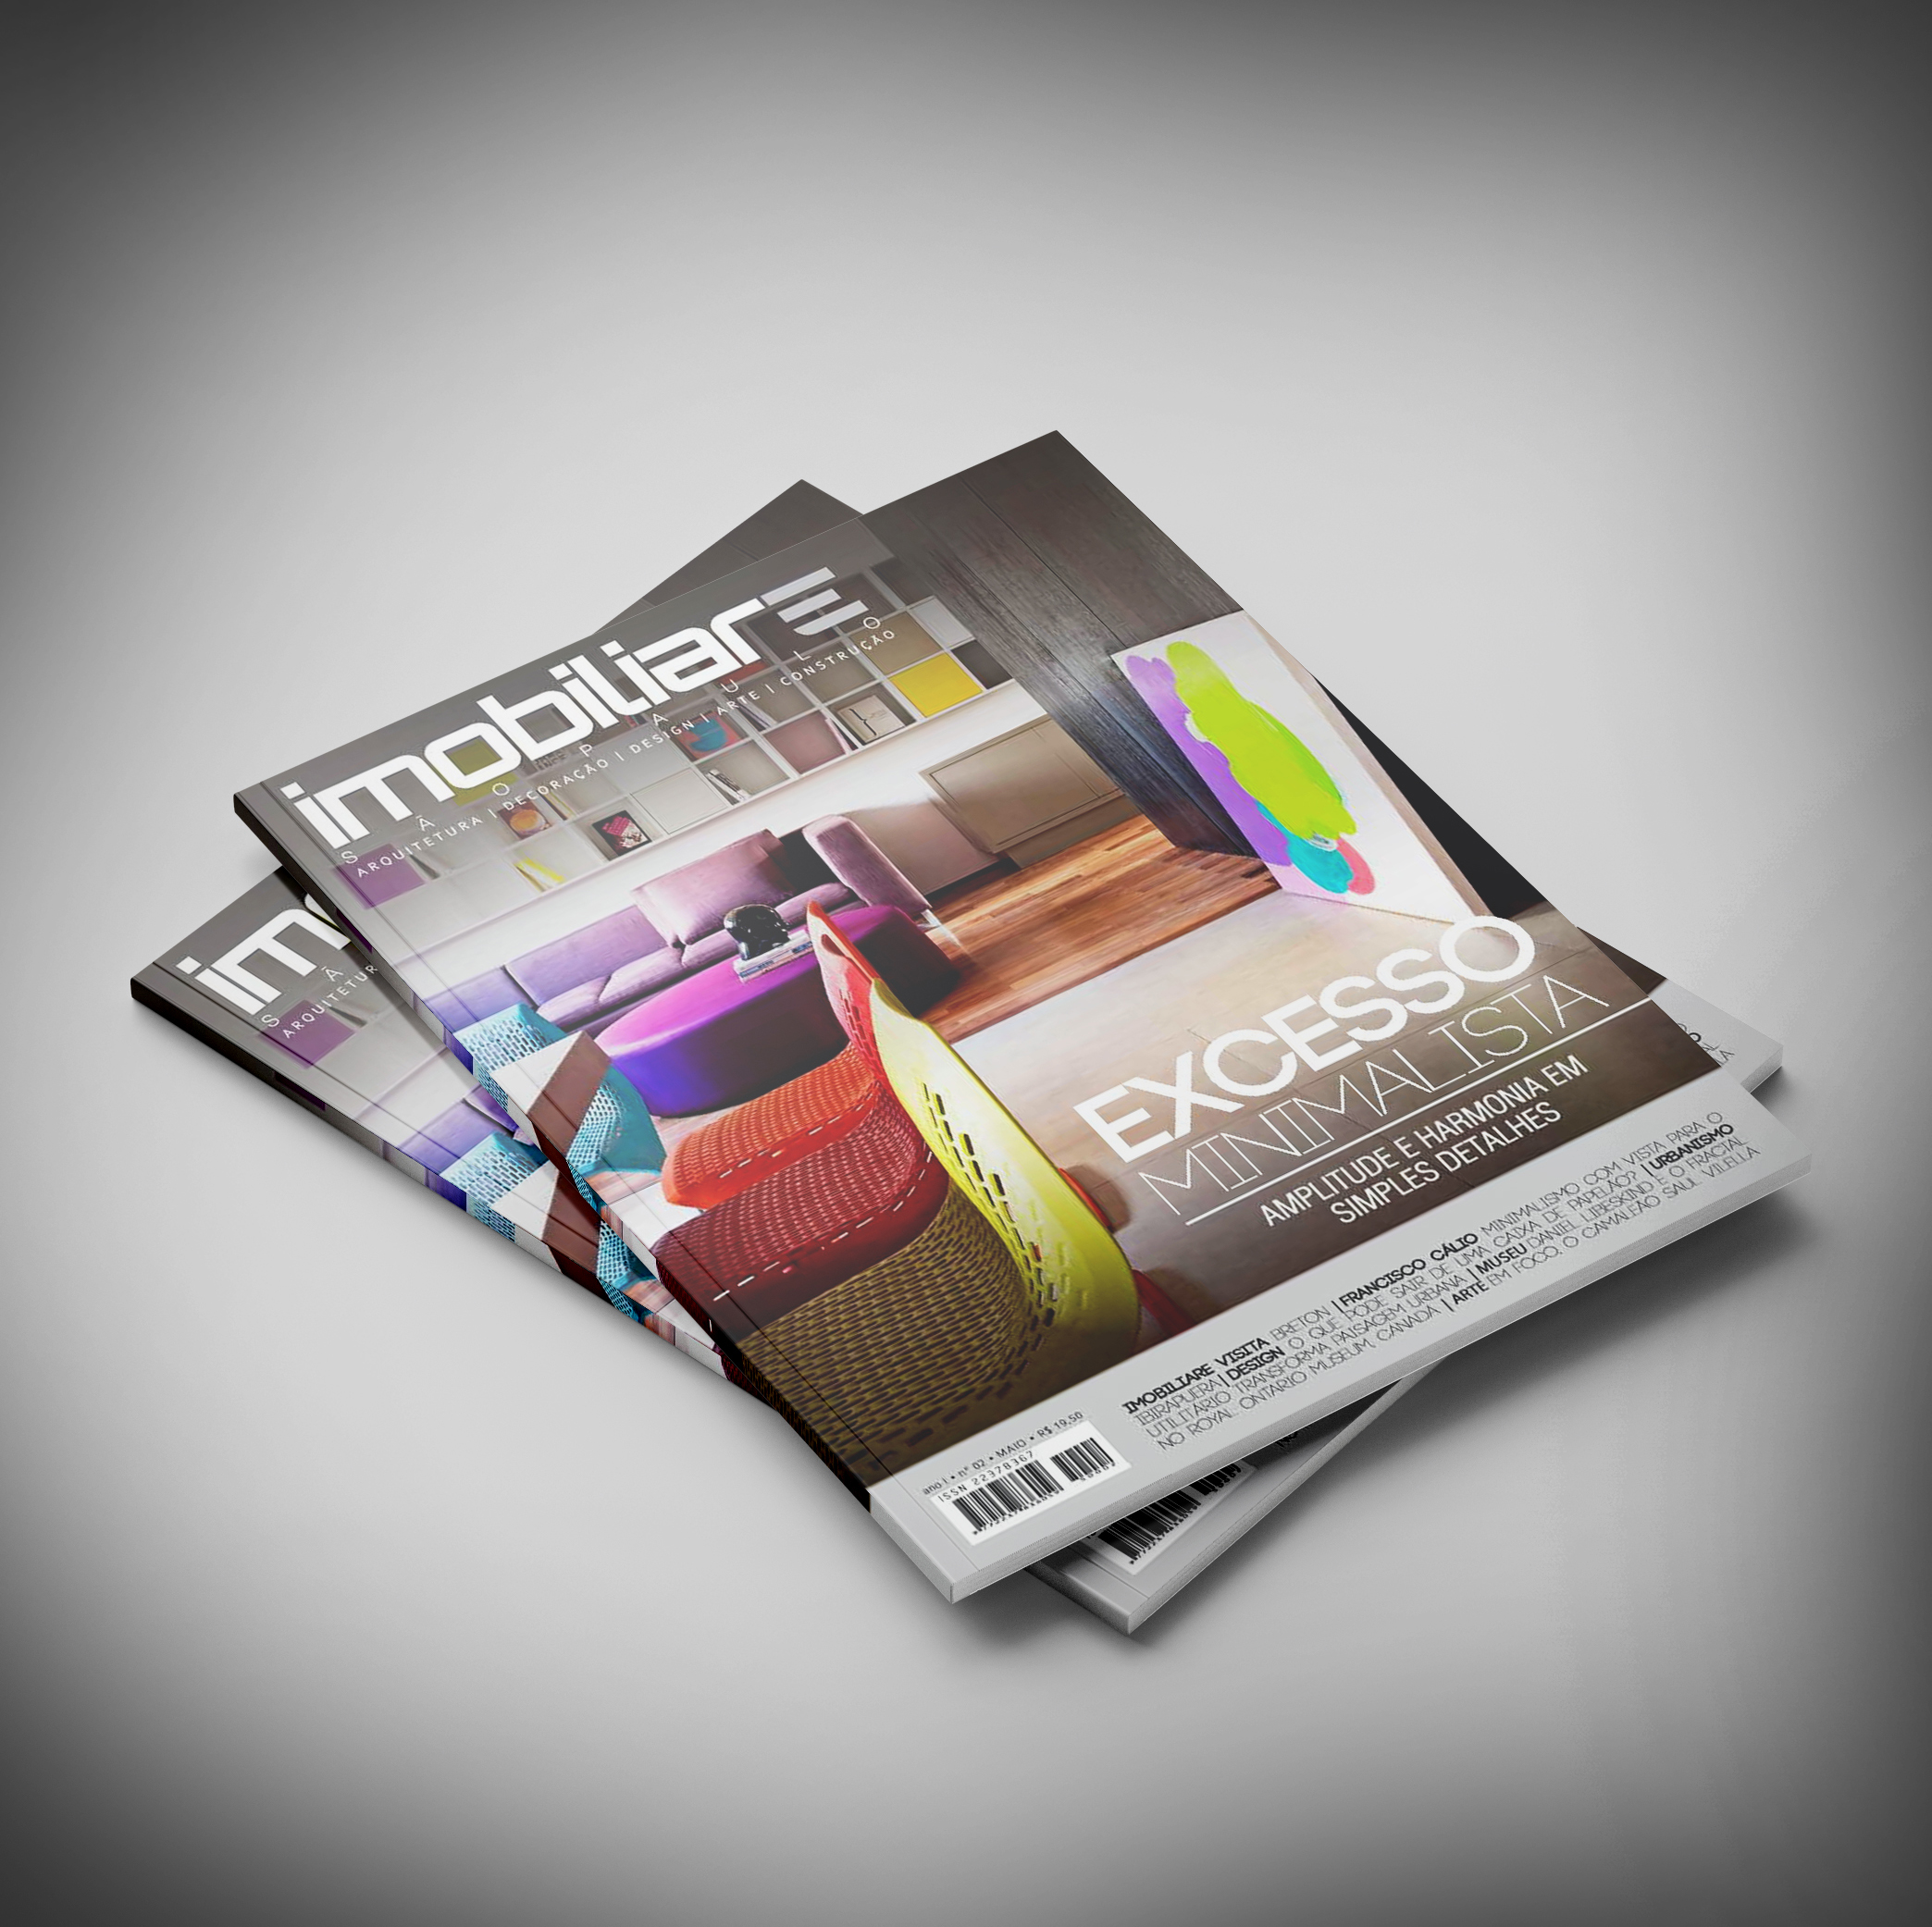 imobiliare
SÃO PAULO
ARQUITETURA | DECORAÇÃO | DESIGN | ARTE | CONSTRUÇÃO
EXCESSO
MINIMALISTA
AMPLITUDE E HARMONIA EM
SIMPLES DETALHES
IMOBILIARE VISITA BRETON | FRANCISCO CÁLIO MINIMALISMO COM VISTA PARA O
IBIRAPUERA | DESIGN O QUE PODE SAIR DE UMA CAIXA DE PAPELÃO? | URBANISMO
UTILITÁRIO TRANSFORMA PAISAGEM URBANA | MUSEU DANIEL LIBESKIND E O FRACTAL
NO ROYAL ONTARIO MUSEUM, CANADÁ | ARTE EM FOCO, O CAMALEÃO SAUL VILELLA
ano I • nº 02 • MAIO • R$ 19,50
ISSN 22378367
im
SÃ
ARQUITETUR